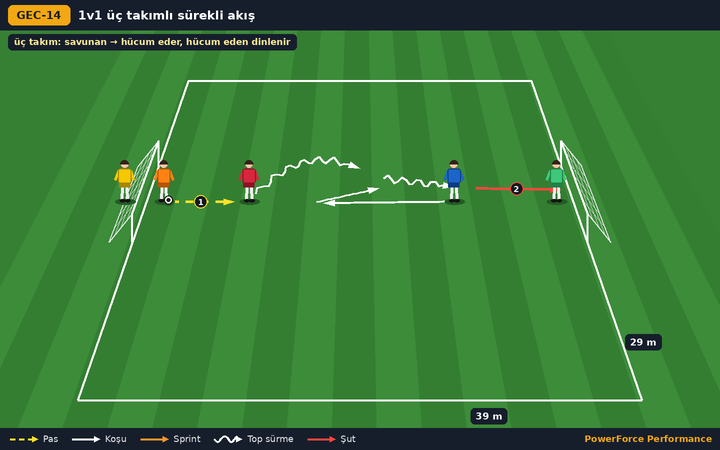 GEC-14 1v1 üç takımlı sürekli akış
üç takım: savunan → hücum eder, hücum eden dinlenir
1
2
29 m
39 m
Pas Koşu Sprint Top sürme Şut PowerForce Performance